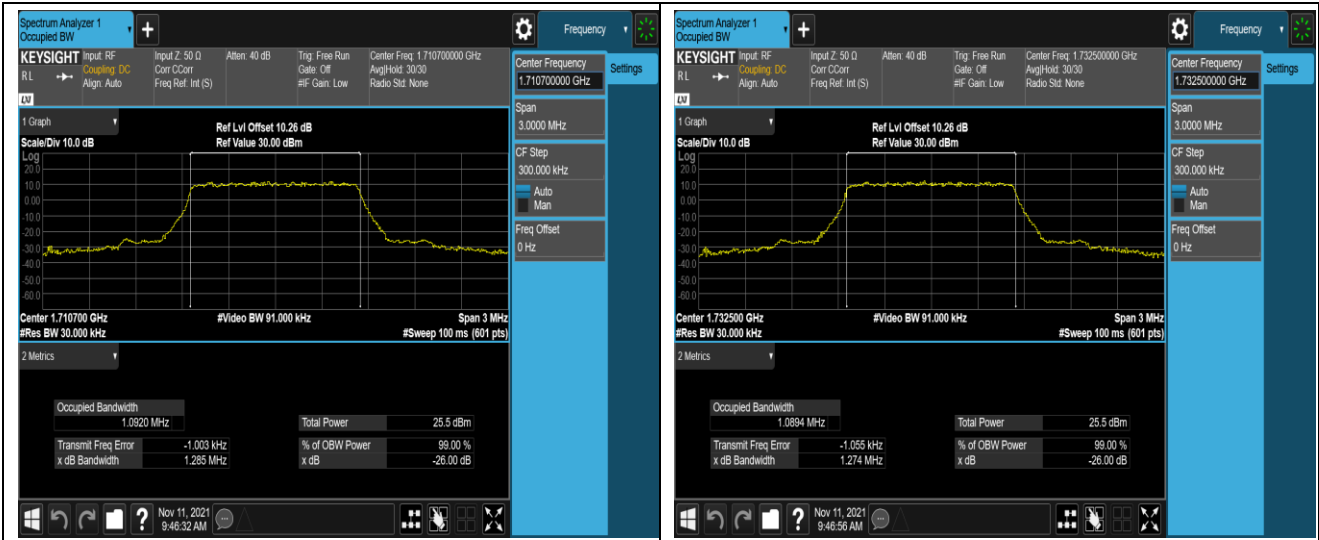 Spectrum Analyzer 1
Occupied BW
+
Frequency
KEYSIGHT
RL
LXI
Input: RF
Coupling: DC
Align: Auto
Input Z: 50 Ω
Corr CCorr
Freq Ref: Int (S)
Atten: 40 dB
Trig: Free Run
Gate: Off
#IF Gain: Low
Center Freq: 1.710700000 GHz
Avg|Hold: 30/30
Radio Std: None
Center Frequency
1.710700000 GHz
Settings
Span
3.0000 MHz
CF Step
300.000 kHz
Auto
Man
Freq Offset
0 Hz
1 Graph
Scale/Div 10.0 dB
Ref Lvl Offset 10.26 dB
Ref Value 30.00 dBm
Log
20.0
10.0
0.00
-10.0
-20.0
-30.0
-40.0
-50.0
-60.0
Center 1.710700 GHz
#Video BW 91.000 kHz
Span 3 MHz
#Res BW 30.000 kHz
#Sweep 100 ms (601 pts)
2 Metrics
Occupied Bandwidth
1.0920 MHz
Total Power 25.5 dBm
Transmit Freq Error -1.003 kHz
% of OBW Power 99.00 %
x dB Bandwidth 1.285 MHz
x dB -26.00 dB
?
Nov 11, 2021
9:46:32 AM
Spectrum Analyzer 1
Occupied BW
+
Frequency
KEYSIGHT
RL
LXI
Input: RF
Coupling: DC
Align: Auto
Input Z: 50 Ω
Corr CCorr
Freq Ref: Int (S)
Atten: 40 dB
Trig: Free Run
Gate: Off
#IF Gain: Low
Center Freq: 1.732500000 GHz
Avg|Hold: 30/30
Radio Std: None
Center Frequency
1.732500000 GHz
Settings
Span
3.0000 MHz
CF Step
300.000 kHz
Auto
Man
Freq Offset
0 Hz
1 Graph
Scale/Div 10.0 dB
Ref Lvl Offset 10.26 dB
Ref Value 30.00 dBm
Log
20.0
10.0
0.00
-10.0
-20.0
-30.0
-40.0
-50.0
-60.0
Center 1.732500 GHz
#Video BW 91.000 kHz
Span 3 MHz
#Res BW 30.000 kHz
#Sweep 100 ms (601 pts)
2 Metrics
Occupied Bandwidth
1.0894 MHz
Total Power 25.5 dBm
Transmit Freq Error -1.055 kHz
% of OBW Power 99.00 %
x dB Bandwidth 1.274 MHz
x dB -26.00 dB
?
Nov 11, 2021
9:46:56 AM